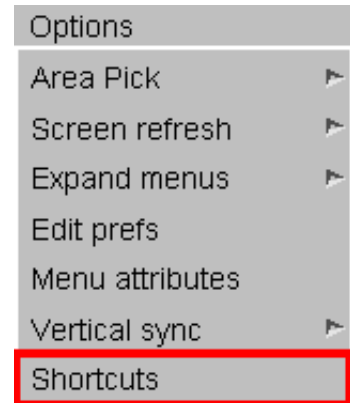 Options
Area Pick
Screen refresh
Expand menus
Edit prefs
Menu attributes
Vertical sync
Shortcuts